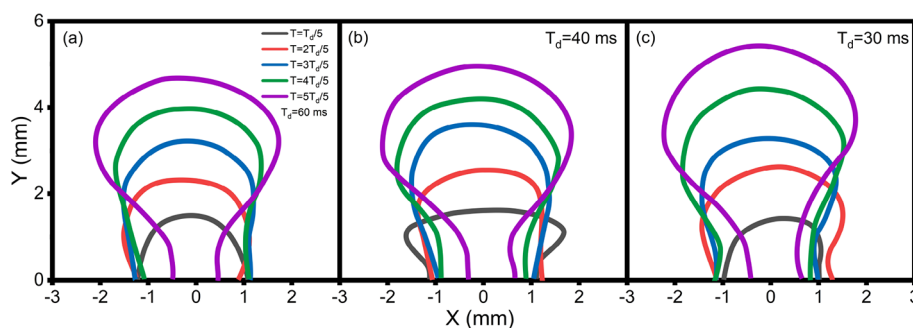 6
4
2
0
Y (mm)
(a)
T=T_d/5
T=2T_d/5
T=3T_d/5
T=4T_d/5
T=5T_d/5
T_d=60 ms
(b)
T_d=40 ms
(c)
T_d=30 ms
-3 -2 -1 0 1 2 -3 -2 -1 0 1 2 -3 -2 -1 0 1 2 3
X (mm)